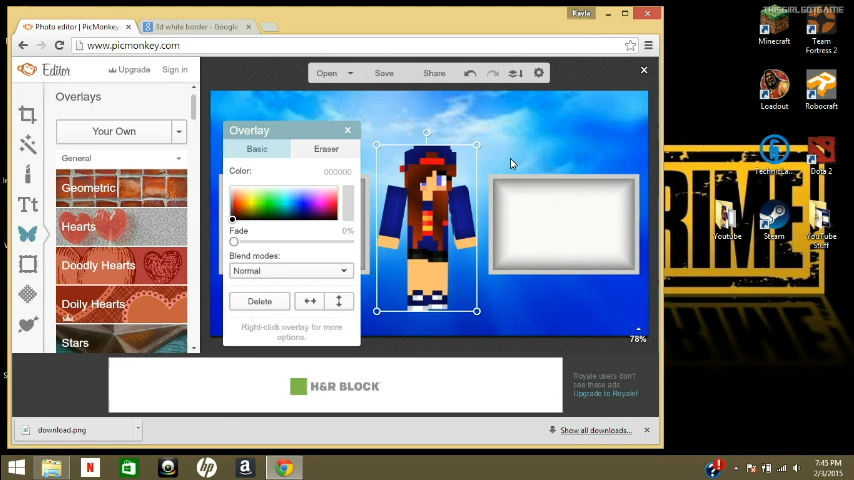 THISGIRLGOTGAME
Kayla
Photo editor | PicMonkey
3d white border - Google
www.picmonkey.com
Editor
Upgrade
Sign in
Open
Save
Share
Overlays
Your Own
General
Geometric
Hearts
Doodly Hearts
Doily Hearts
Stars
Overlay
Basic
Eraser
Color:
000000
Fade
0%
Blend modes:
Normal
Delete
Right-click overlay for more
options.
78%
H&R BLOCK
Royale users don't
see these ads
Upgrade to Royale!
download.png
Show all downloads...
Minecraft
Team
Fortress 2
Loadout
Robocraft
TechnicLa...
Dota 2
Youtube
Steam
YouTube
Stuff
RIME
7:45 PM
2/3/2015